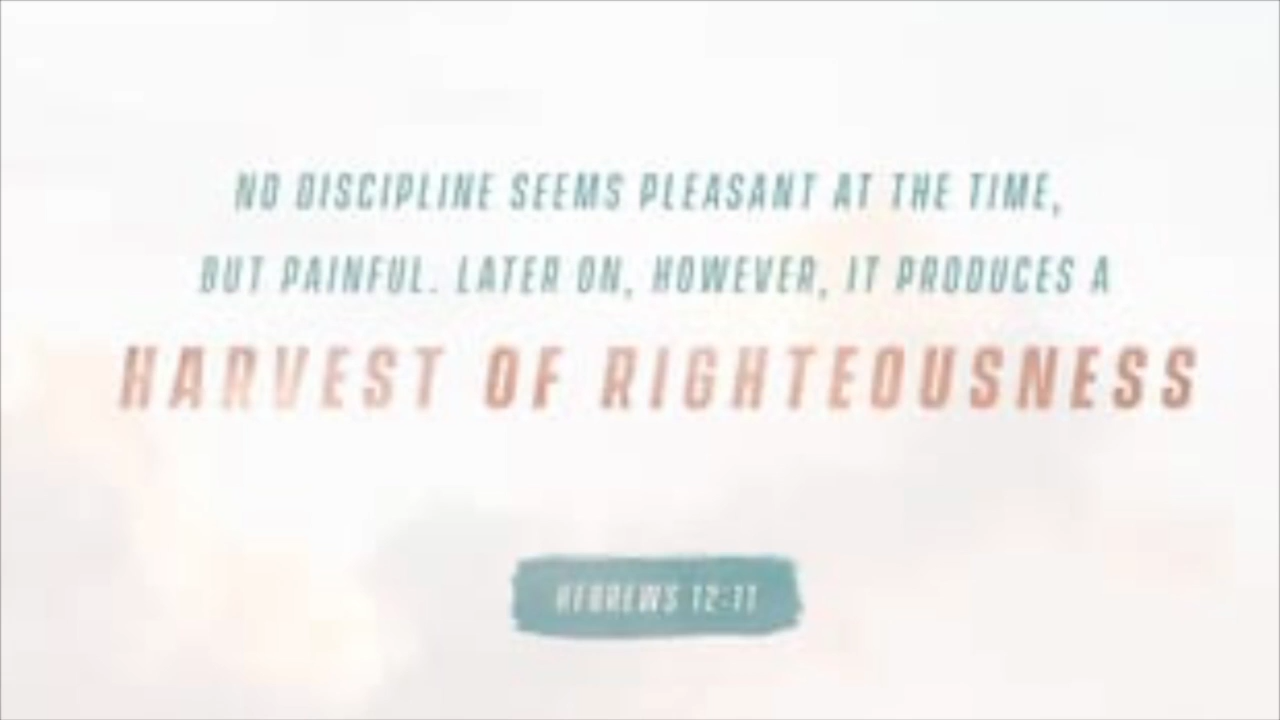 NO DISCIPLINE SEEMS PLEASANT AT THE TIME,
BUT PAINFUL. LATER ON, HOWEVER, IT PRODUCES A
HARVEST OF RIGHTEOUSNESS
HEBREWS 12:11